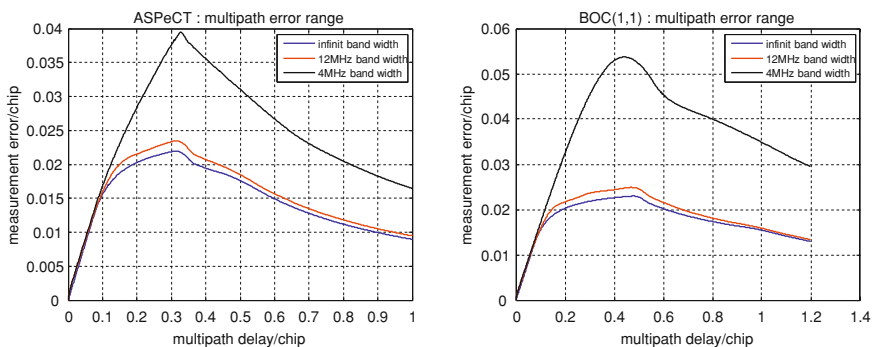 ASPeCT : multipath error range
measurement error/chip
0.04
0.035
0.03
0.025
0.02
0.015
0.01
0.005
0
infinit band width
12MHz band width
4MHz band width
0 0.1 0.2 0.3 0.4 0.5 0.6 0.7 0.8 0.9 1
multipath delay/chip
BOC(1,1) : multipath error range
measurement error/chip
0.06
0.05
0.04
0.03
0.02
0.01
0
infinit band width
12MHz band width
4MHz band width
0 0.2 0.4 0.6 0.8 1 1.2 1.4
multipath delay/chip